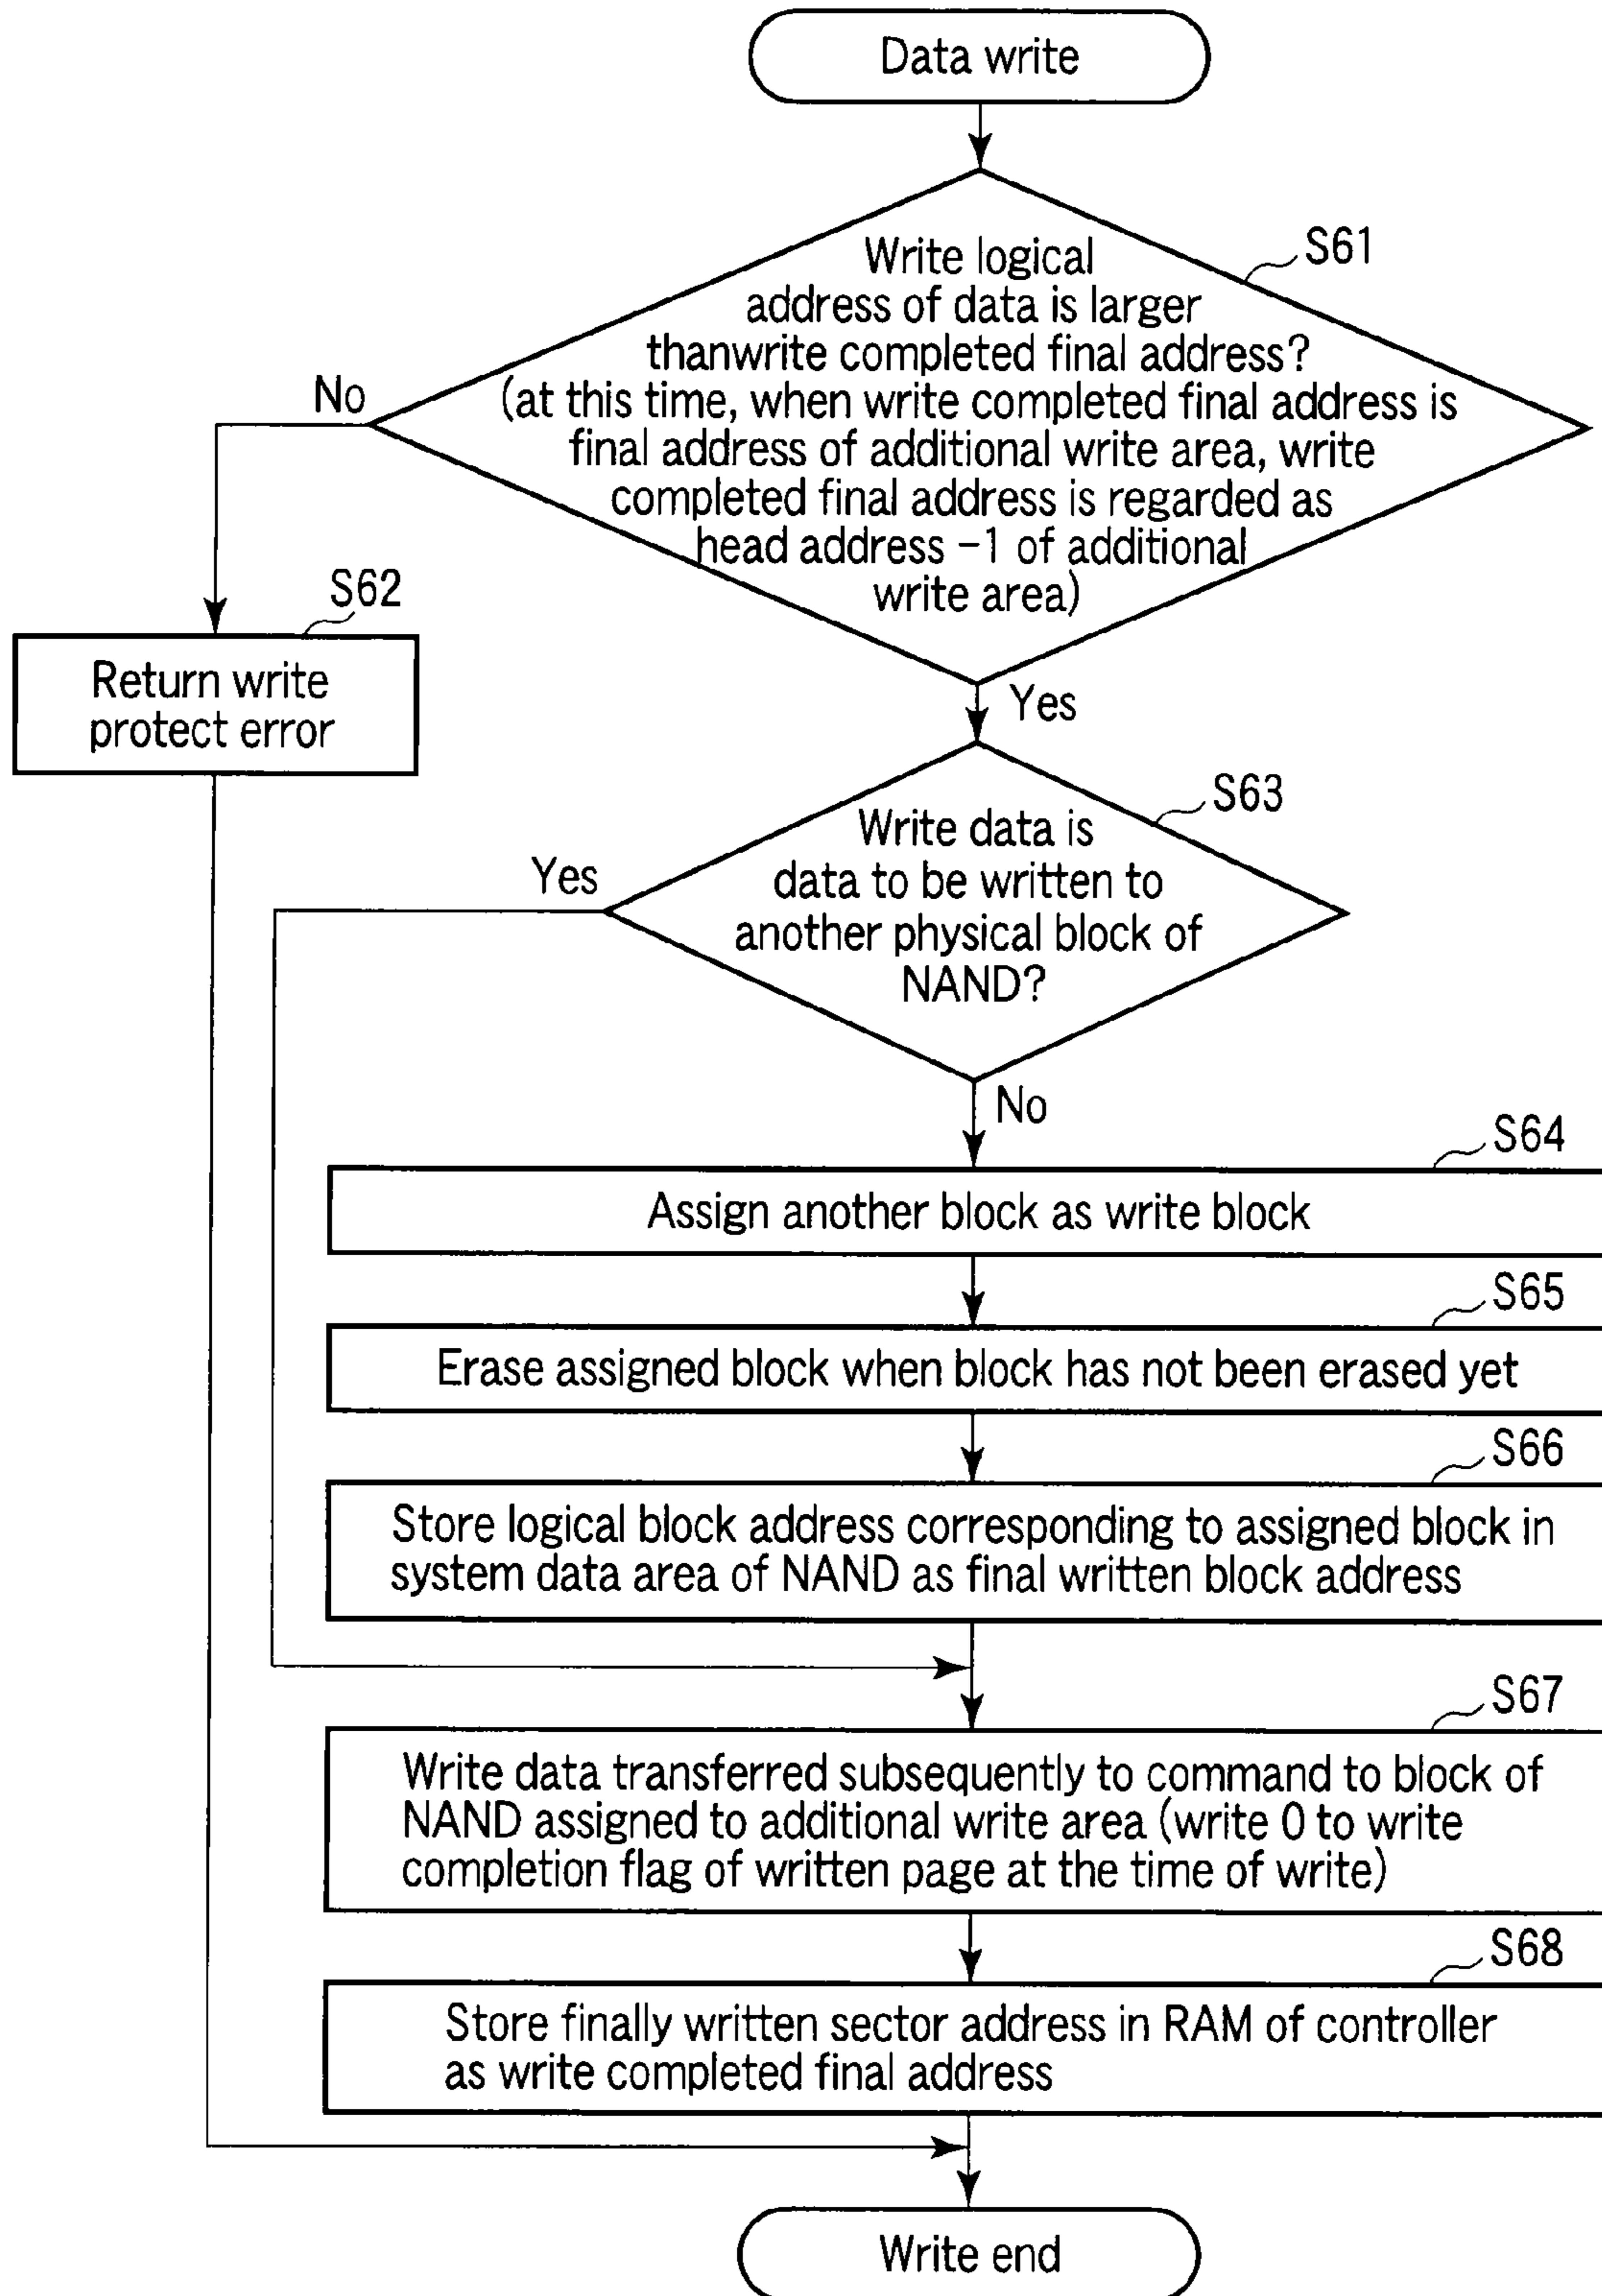 Data write
S61
Write logical
address of data is larger
thanwrite completed final address?
(at this time, when write completed final address is
final address of additional write area, write
completed final address is regarded as
head address -1 of additional
write area)
No
Yes
S62
Return write
protect error
S63
Write data is
data to be written to
another physical block of
NAND?
Yes
No
S64
Assign another block as write block
S65
Erase assigned block when block has not been erased yet
S66
Store logical block address corresponding to assigned block in
system data area of NAND as final written block address
S67
Write data transferred subsequently to command to block of
NAND assigned to additional write area (write 0 to write
completion flag of written page at the time of write)
S68
Store finally written sector address in RAM of controller
as write completed final address
Write end